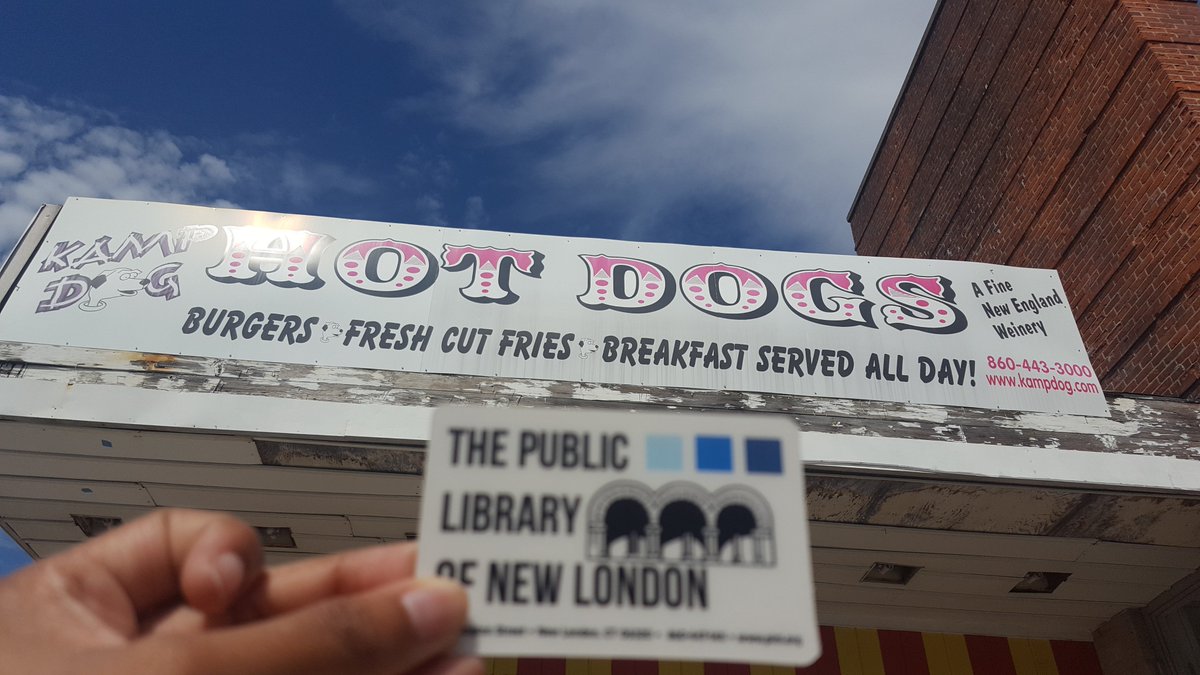 KAMP
DOG
HOT DOGS
BURGERS FRESH CUT FRIES BREAKFAST SERVED ALL DAY!
A Fine
New England
Weinery
860-443-3000
www.kampdog.com
THE PUBLIC
LIBRARY
OF NEW LONDON